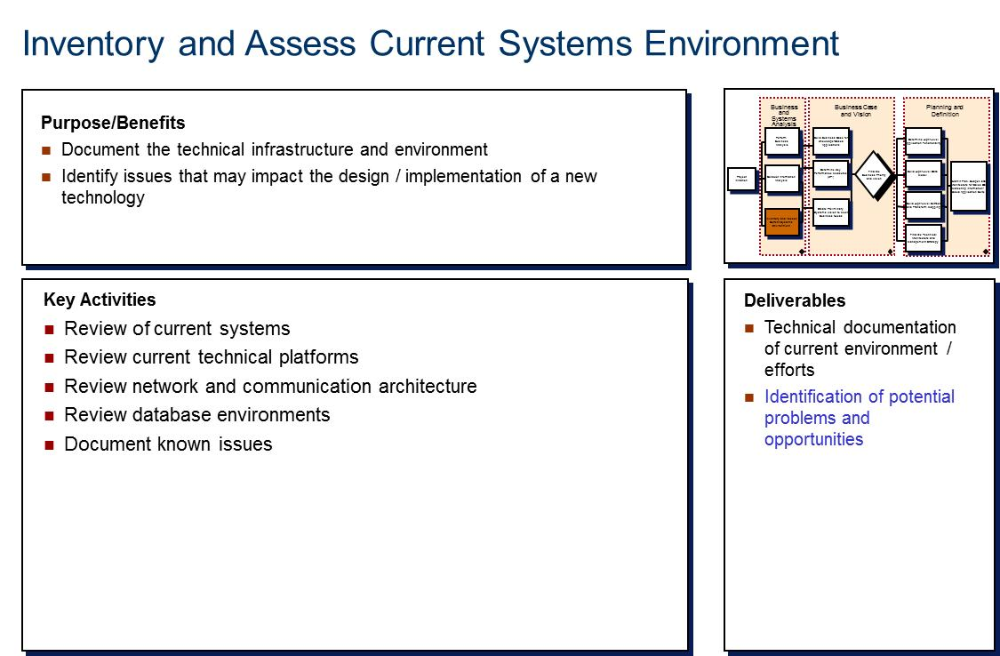 Inventory and Assess Current Systems Environment
Purpose/Benefits
Document the technical infrastructure and environment
Identify issues that may impact the design / implementation of a new
technology
Business
and
Systems
Analysis
Business Case
and Vision
Planning and
Definition
Key Activities
Review of current systems
Review current technical platforms
Review network and communication architecture
Review database environments
Document known issues
Deliverables
Technical documentation
of current environment /
efforts
Identification of potential
problems and
opportunities